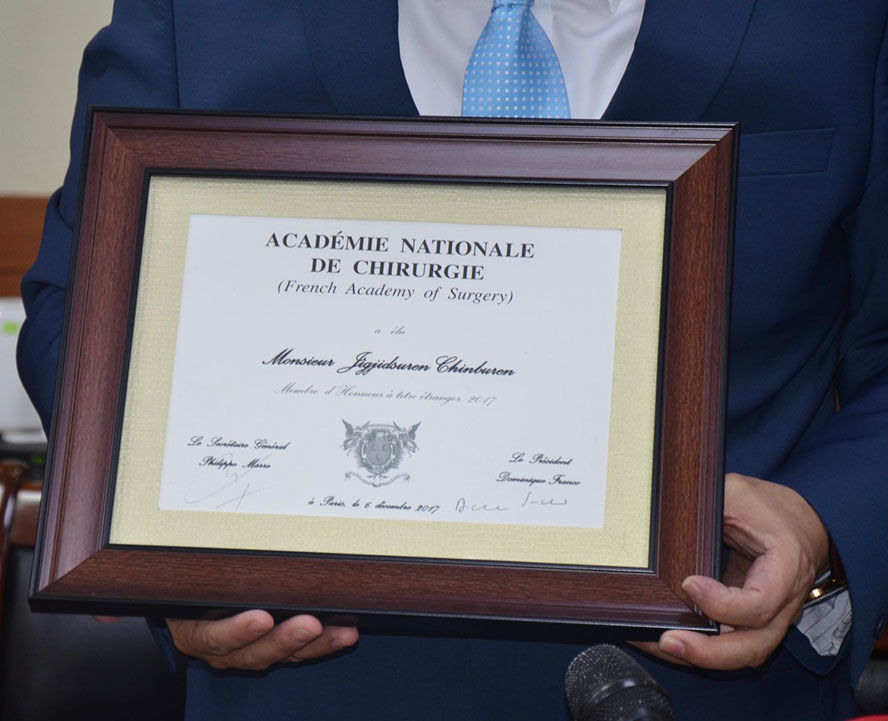 ACADÉMIE NATIONALE
DE CHIRURGIE
(French Academy of Surgery)
a élu
Monsieur Jigjidsuren Chinburen
Membre d'Honneur à titre étranger 2017
Le Secrétaire Général
Philippe Marre
Le Président
Dominique Franco
à Paris, le 6 décembre 2017